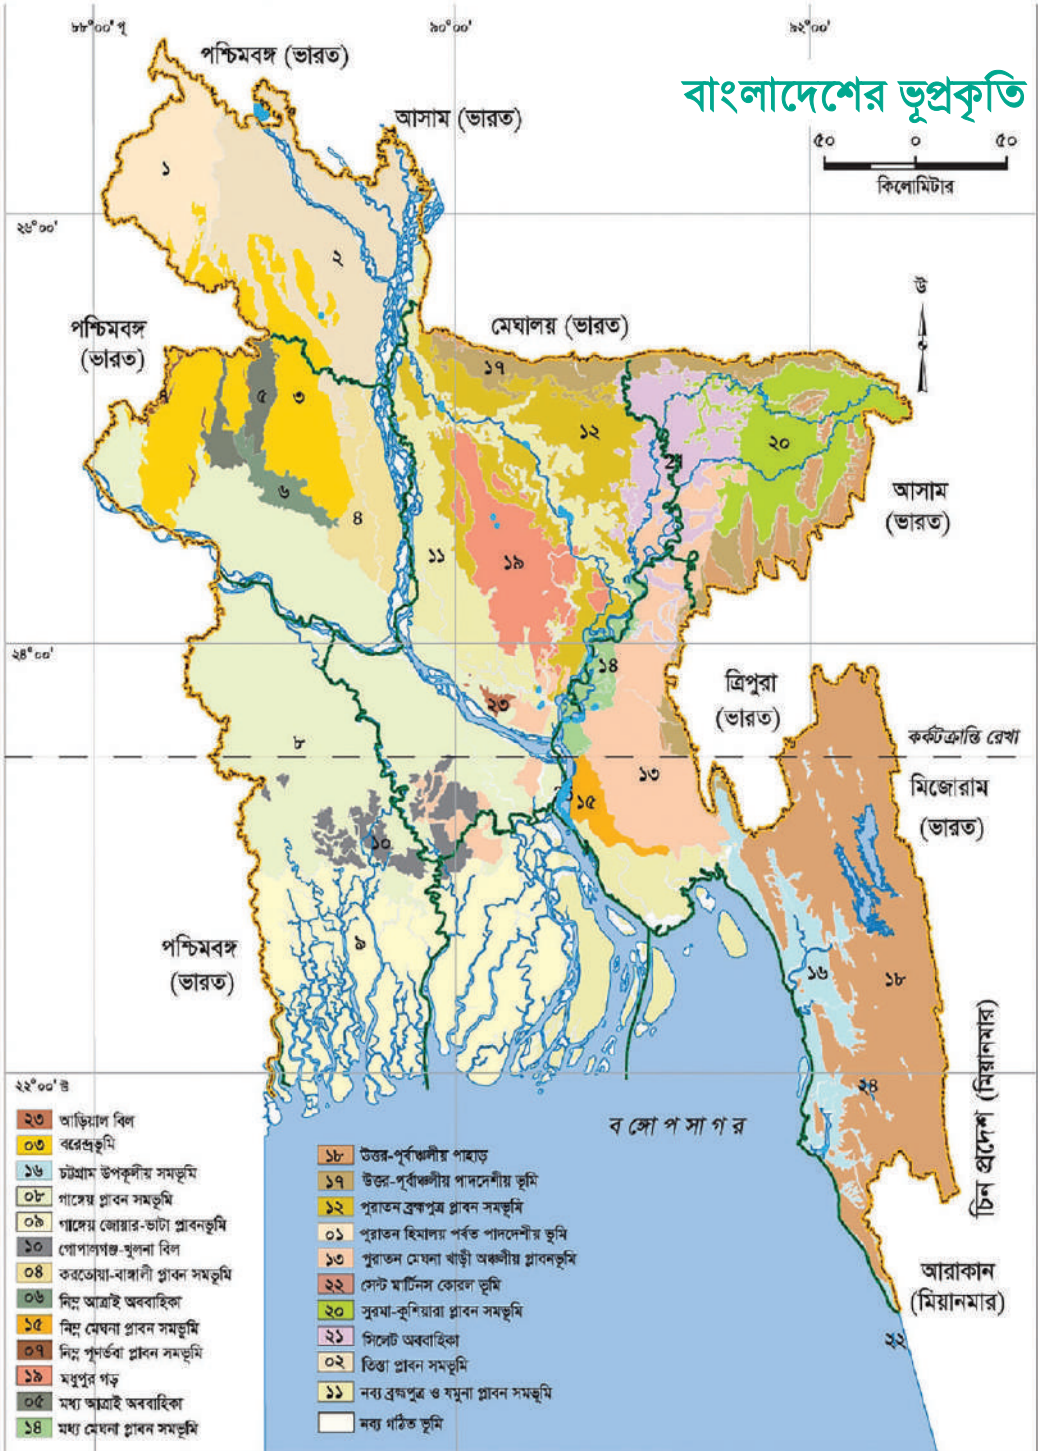 ৮৮°০০' পূ
৯০°০০'
৯২°০০'
পশ্চিমবঙ্গ (ভারত)
বাংলাদেশের ভূপ্রকৃতি
আসাম (ভারত)
৫০ ০ ৫০
কিলোমিটার
১
২৬°০০'
২
উ
পশ্চিমবঙ্গ
(ভারত)
মেঘালয় (ভারত)
১৭
৫
৩
১২
২০
21
৬
৪
আসাম
(ভারত)
১১
১৯
২৪°০০'
১৪
ত্রিপুরা
(ভারত)
২৩
৮
কর্কটক্রান্তি রেখা
১৩
মিজোরাম
(ভারত)
১৫
১০
পশ্চিমবঙ্গ
(ভারত)
৯
১৬
১৮
চিন প্রদেশ (মিয়ানমার)
২২°০০' উ
২৪
বঙ্গোপসাগর
২৩ আড়িয়াল বিল
০৩ বরেন্দ্রভূমি
১৬ চট্টগ্রাম উপকূলীয় সমভূমি
০৮ গাঙ্গেয় প্লাবন সমভূমি
০৯ গাঙ্গেয় জোয়ার-ভাটা প্লাবনভূমি
১০ গোপালগঞ্জ-খুলনা বিল
০৪ করতোয়া-বাঙ্গালী প্লাবন সমভূমি
০৬ নিম্ন আত্রাই অববাহিকা
১৫ নিম্ন মেঘনা প্লাবন সমভূমি
০৭ নিম্ন পূণর্ভবা প্লাবন সমভূমি
১৯ মধুপুর গড়
০৫ মধ্য আত্রাই অববাহিকা
১৪ মধ্য মেঘনা প্লাবন সমভূমি
১৮ উত্তর-পূর্বাঞ্চলীয় পাহাড়
১৭ উত্তর-পূর্বাঞ্চলীয় পাদদেশীয় ভূমি
১২ পুরাতন ব্রহ্মপুত্র প্লাবন সমভূমি
০১ পুরাতন হিমালয় পর্বত পাদদেশীয় ভূমি
১৩ পুরাতন মেঘনা খাড়ী অঞ্চলীয় প্লাবনভূমি
২২ সেন্ট মার্টিনস কোরল ভূমি
২০ সুরমা-কুশিয়ারা প্লাবন সমভূমি
২১ সিলেট অববাহিকা
০২ তিস্তা প্লাবন সমভূমি
১১ নব্য ব্রহ্মপুত্র ও যমুনা প্লাবন সমভূমি
নব্য গঠিত ভূমি
আরাকান
(মিয়ানমার)
২২